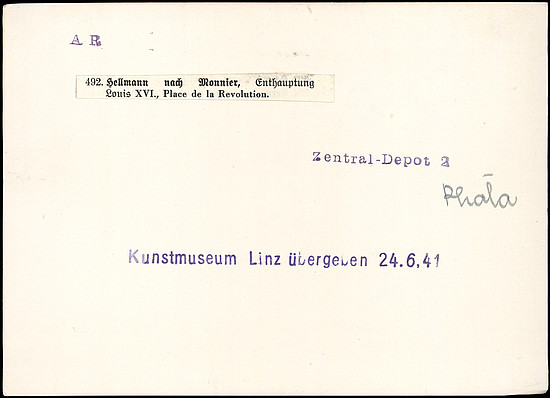 A R
492. Hellmann nach Monnier, Enthauptung
Louis XVI., Place de la Revolution.
Zentral-Depot 2
Kunstmuseum Linz übergeben 24.6.41